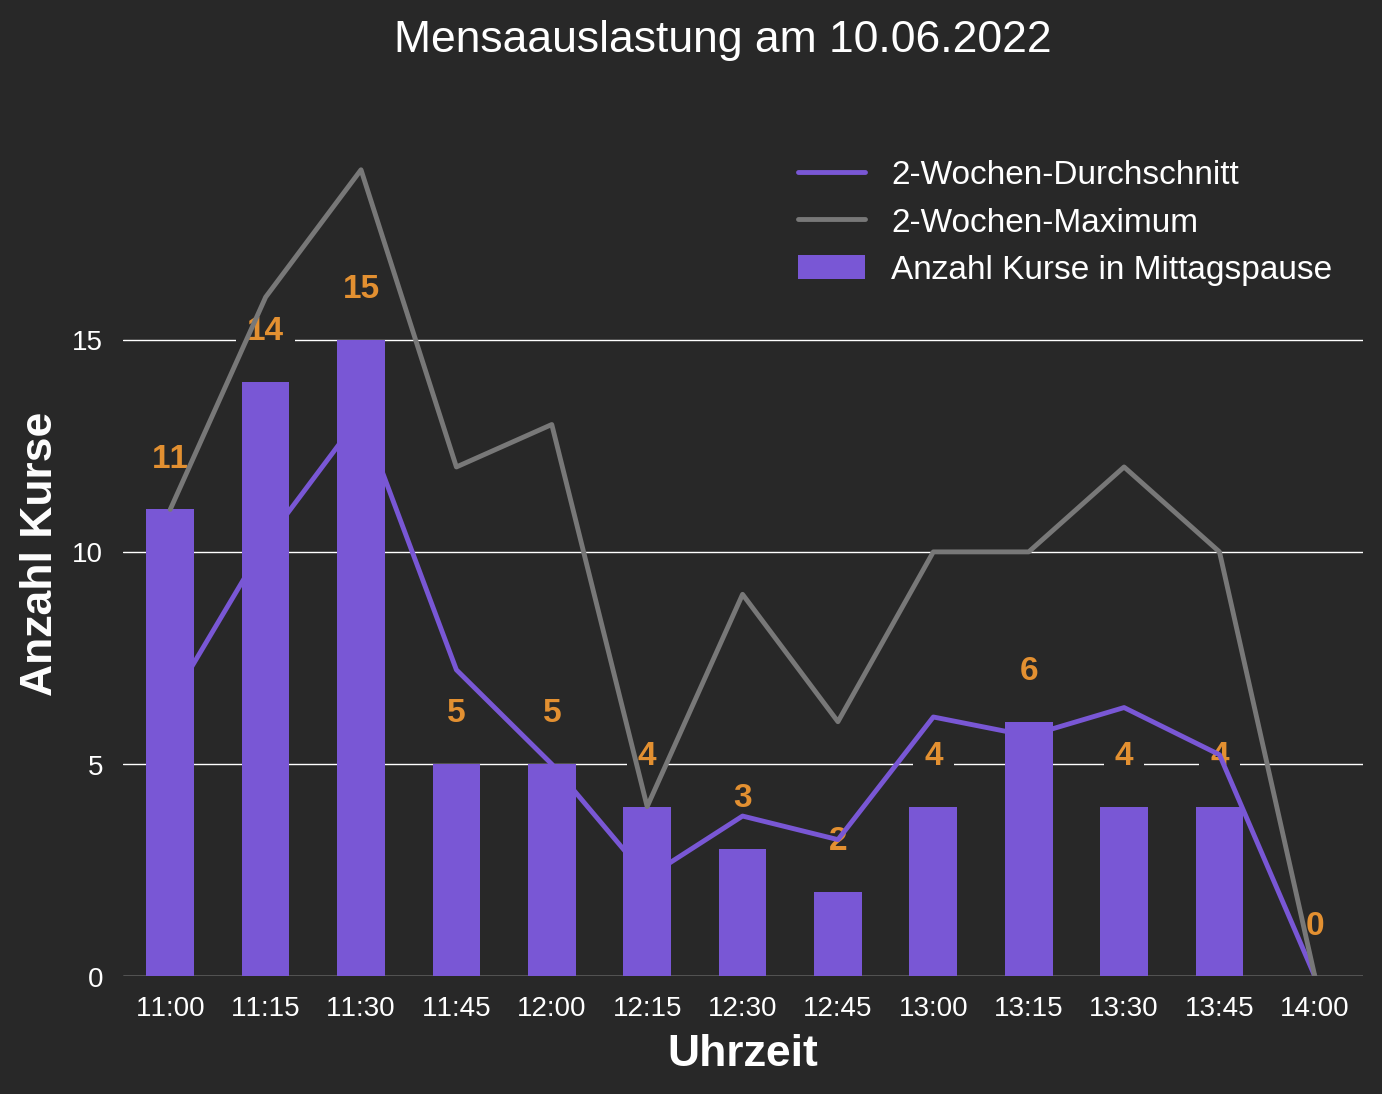 Mensaauslastung am 10.06.2022
2-Wochen-Durchschnitt
2-Wochen-Maximum
Anzahl Kurse in Mittagspause
15
14
15
11
Anzahl Kurse
10
6
5
5
4
4
4
4
5
3
2
0
0
11:00 11:15 11:30 11:45 12:00 12:15 12:30 12:45 13:00 13:15 13:30 13:45 14:00
Uhrzeit